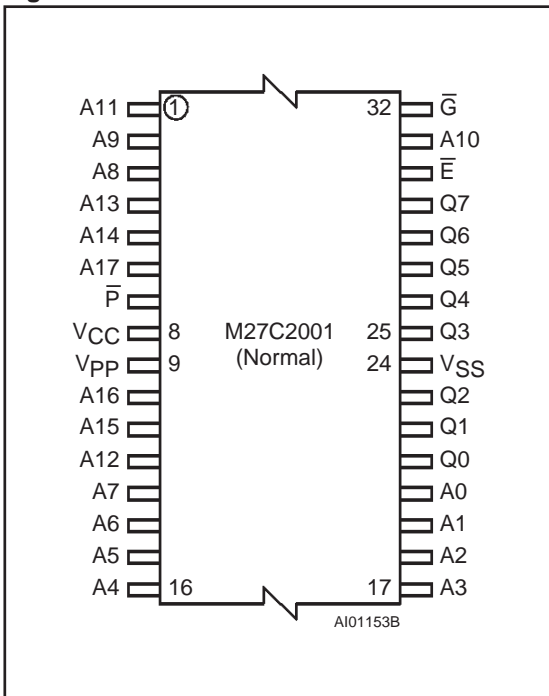 A11 1 32 G̅
A9 A10
A8 E̅
A13 Q7
A14 Q6
A17 Q5
P̅ Q4
VCC 8 M27C2001 25 Q3
VPP 9 (Normal) 24 VSS
A16 Q2
A15 Q1
A12 Q0
A7 A0
A6 A1
A5 A2
A4 16 17 A3
AI01153B